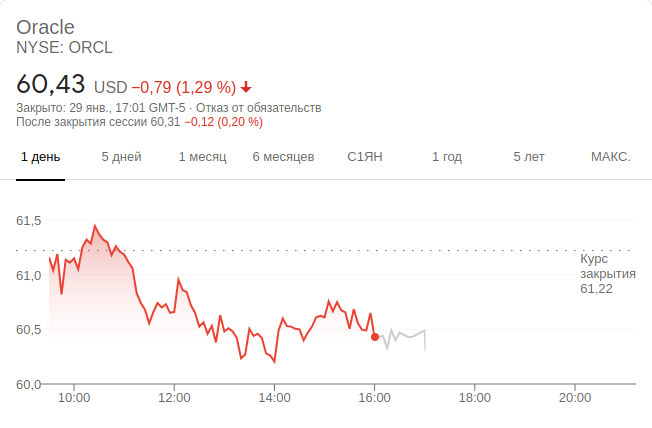 Oracle
NYSE: ORCL
60,43 USD −0,79 (1,29 %)
Закрыто: 29 янв., 17:01 GMT-5 · Отказ от обязательств
После закрытия сессии 60,31 −0,12 (0,20 %)
1 день 5 дней 1 месяц 6 месяцев С1ЯН 1 год 5 лет МАКС.
61,5
Курс
закрытия
61,22
61,0
60,5
60,0
10:00 12:00 14:00 16:00 18:00 20:00